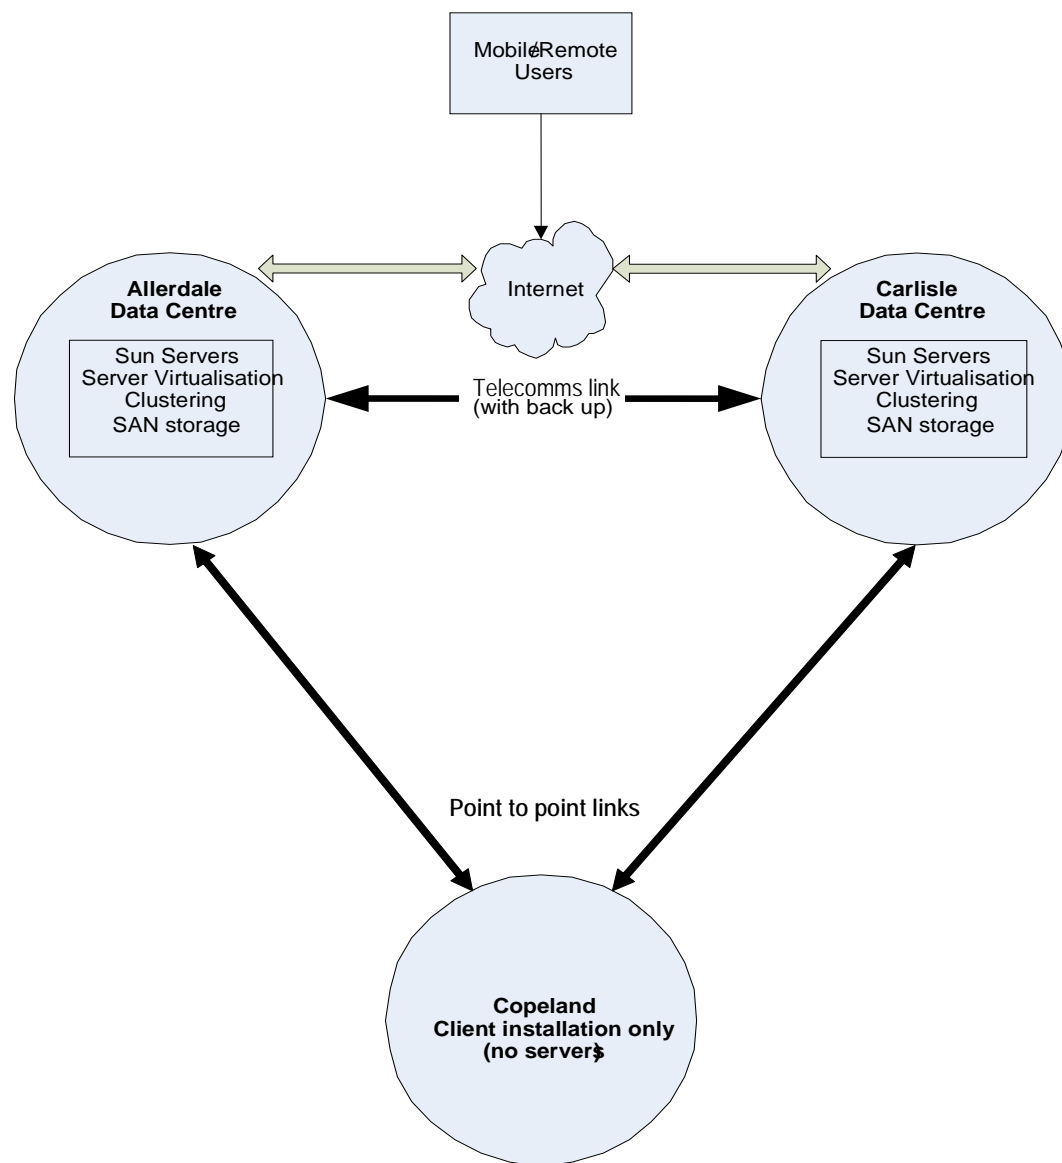 Mobile/Remote
Users
Internet
Allerdale
Data Centre
Sun Servers
Server Virtualisation
Clustering
SAN storage
Telecomms link
(with back up)
Carlisle
Data Centre
Sun Servers
Server Virtualisation
Clustering
SAN storage
Point to point links
Copeland
Client installation only
(no servers)